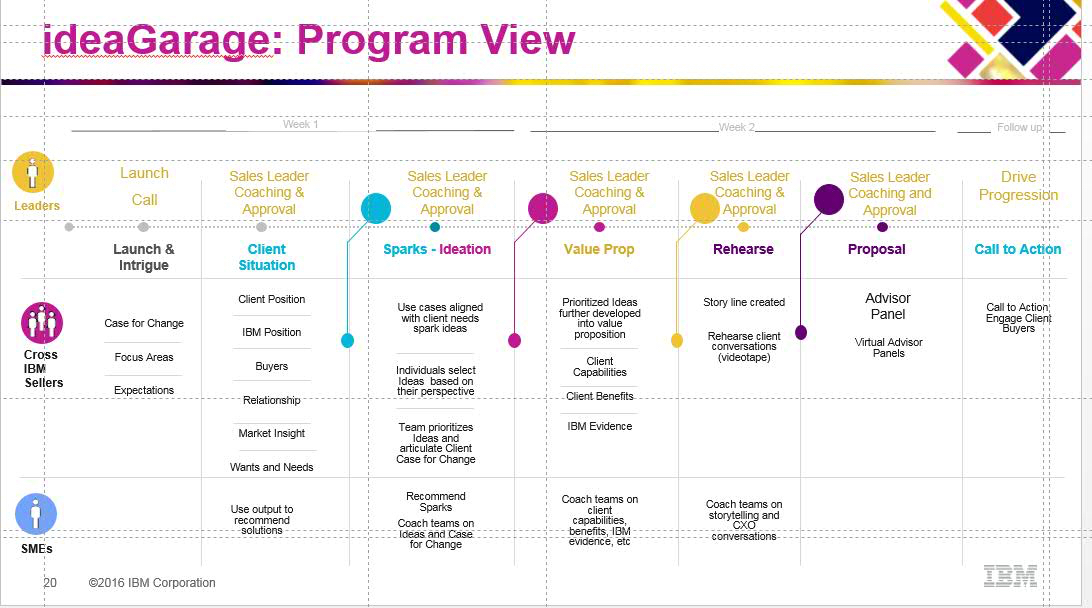 ideaGarage: Program View
Week 1
Week 2
Follow up
Leaders
Launch
Call
Sales Leader
Coaching &
Approval
Sales Leader
Coaching &
Approval
Sales Leader
Coaching &
Approval
Sales Leader
Coaching &
Approval
Sales Leader
Coaching and
Approval
Drive
Progression
Launch &
Intrigue
Client
Situation
Sparks - Ideation
Value Prop
Rehearse
Proposal
Call to Action
Cross
IBM
Sellers
Case for Change
Focus Areas
Expectations
Client Position
IBM Position
Buyers
Relationship
Market Insight
Wants and Needs
Use cases aligned
with client needs
spark ideas
Individuals select
Ideas based on
their perspective
Team prioritizes
Ideas and
articulate Client
Case for Change
Prioritized Ideas
further developed
into value
proposition
Client
Capabilities
Client Benefits
IBM Evidence
Story line created
Rehearse client
conversations
(videotape)
Advisor
Panel
Virtual Advisor
Panels
Call to Action
Engage Client
Buyers
SMEs
Use output to
recommend
solutions
Recommend
Sparks
Coach teams on
Ideas and Case
for Change
Coach teams on
client
capabilities,
benefits, IBM
evidence, etc
Coach teams on
storytelling and
CXO
conversations
20 ©2016 IBM Corporation
IBM